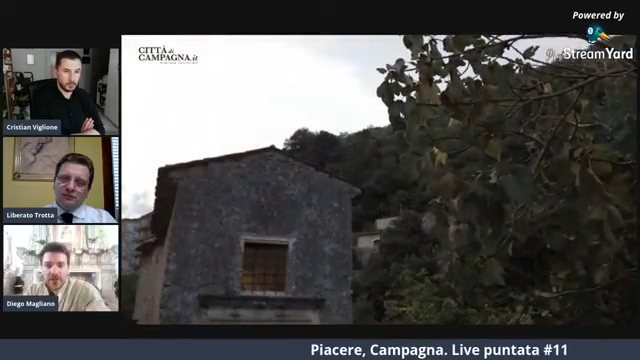 Powered by
StreamYard
CITTÀ di
CAMPAGNA.it
Cristian Viglione
Liberato Trotta
Diego Magliano
Piacere, Campagna. Live puntata #11